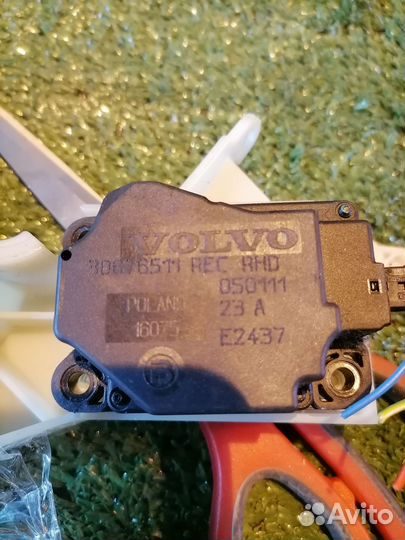 VOLVO
30676511 REC RHD
050111
POLAND 23 A
16075 E2437
Avito